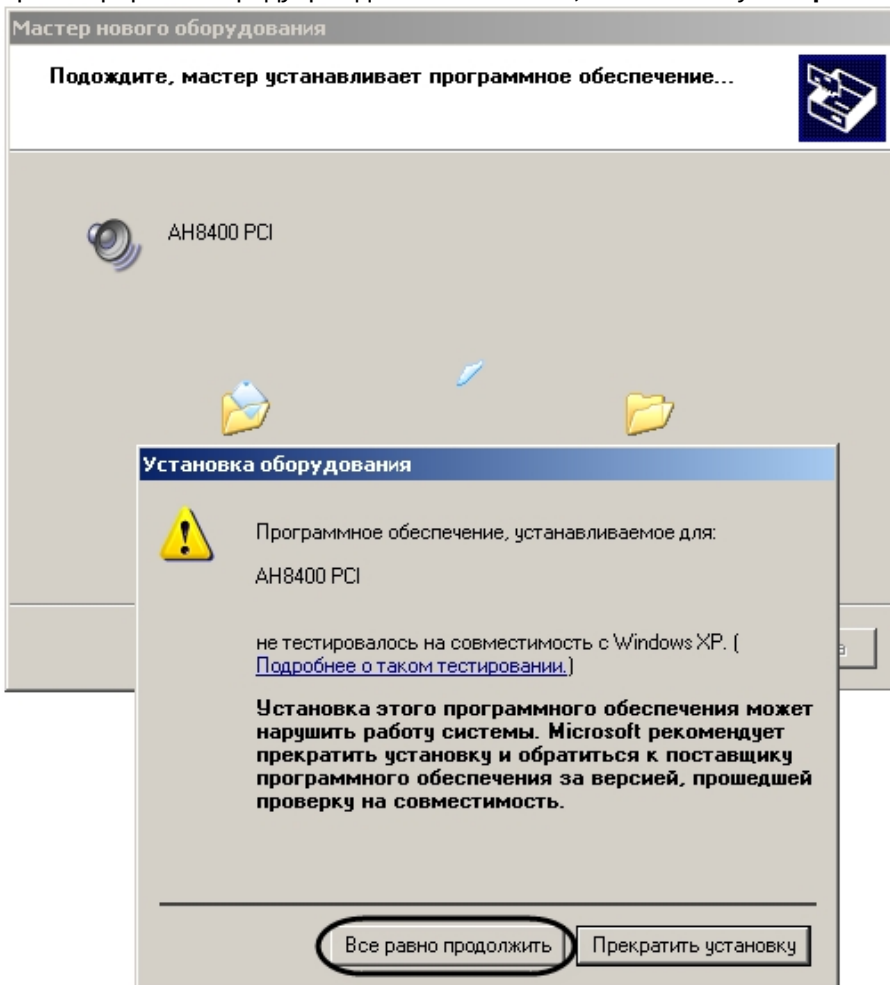 Мастер нового оборудования
Подождите, мастер устанавливает программное обеспечение...
AH8400 PCI
Установка оборудования
Программное обеспечение, устанавливаемое для:
AH8400 PCI
не тестировалось на совместимость с Windows XP. (
Подробнее о таком тестировании.)
Установка этого программного обеспечения может
нарушить работу системы. Microsoft рекомендует
прекратить установку и обратиться к поставщику
программного обеспечения за версией, прошедшей
проверку на совместимость.
Все равно продолжить
Прекратить установку